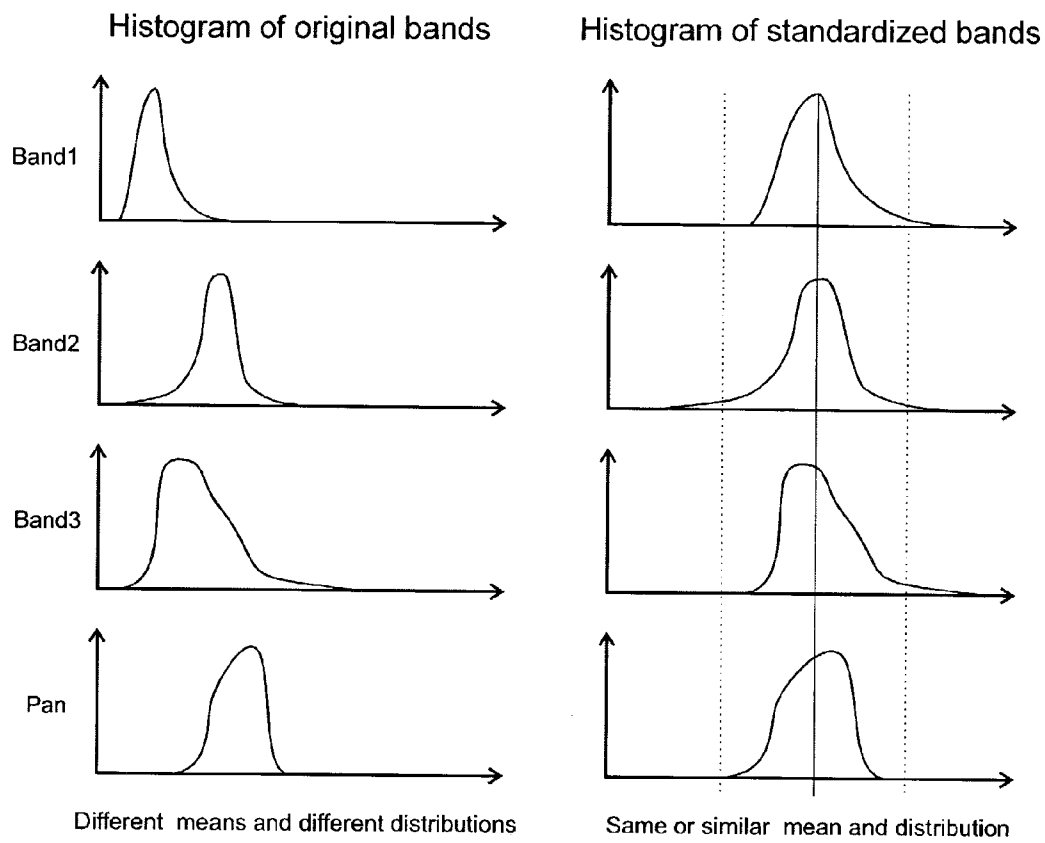 Histogram of original bands
Histogram of standardized bands
Band1
Band2
Band3
Pan
Different means and different distributions
Same or similar mean and distribution